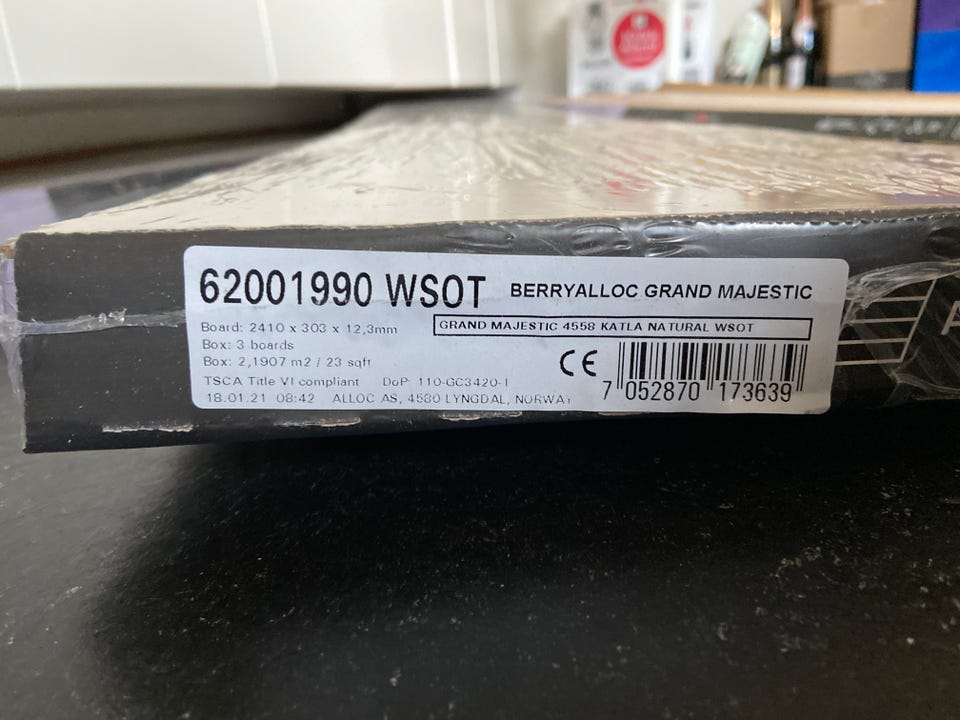 62001990 WSOT BERRYALLOC GRAND MAJESTIC
Board: 2410 x 303 x 12,3mm
GRAND MAJESTIC 4558 KATLA NATURAL WSOT
Box: 3 boards
Box: 2,1907 m2 / 23 sqft
CE
TSCA Title VI compliant DoP: 110-GC3420-1
7 052870 173639
18.01.21 08:42 ALLOC AS, 4580 LYNGDAL, NORWAY